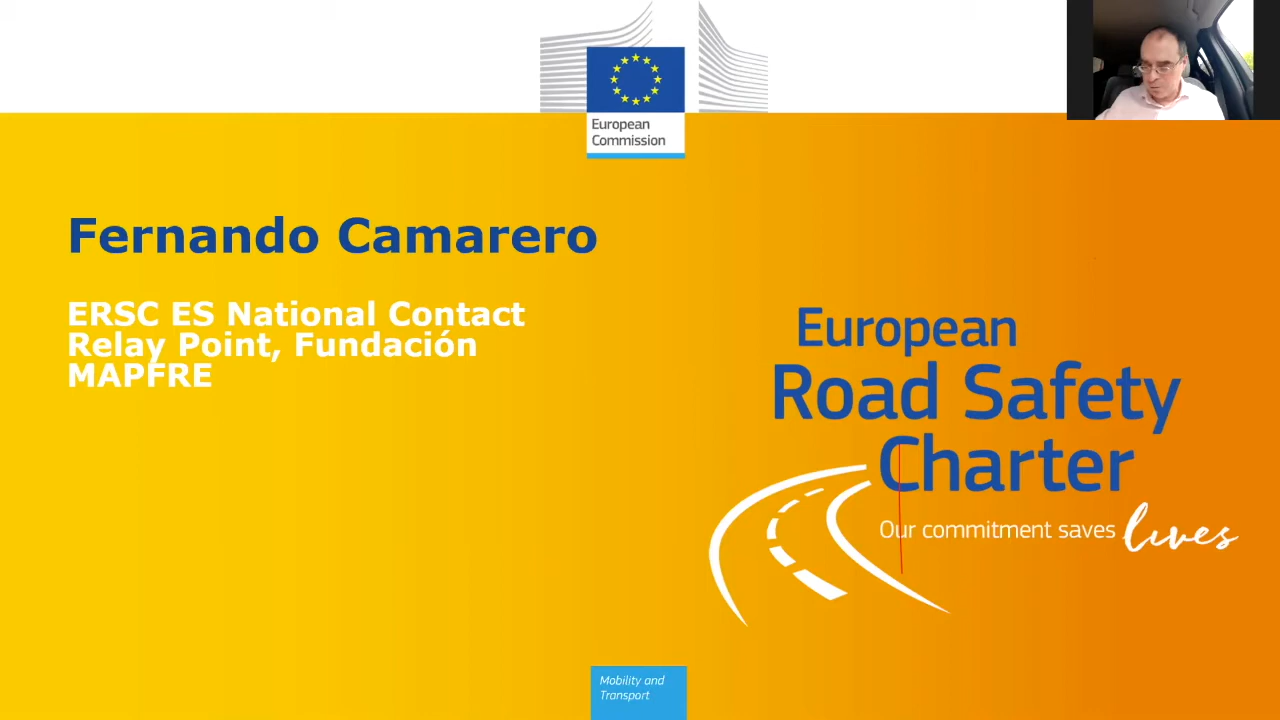 European
Commission
Fernando Camarero
ERSC ES National Contact
Relay Point, Fundación
MAPFRE
European
Road Safety
Charter
Our commitment saves lives
Mobility and
Transport